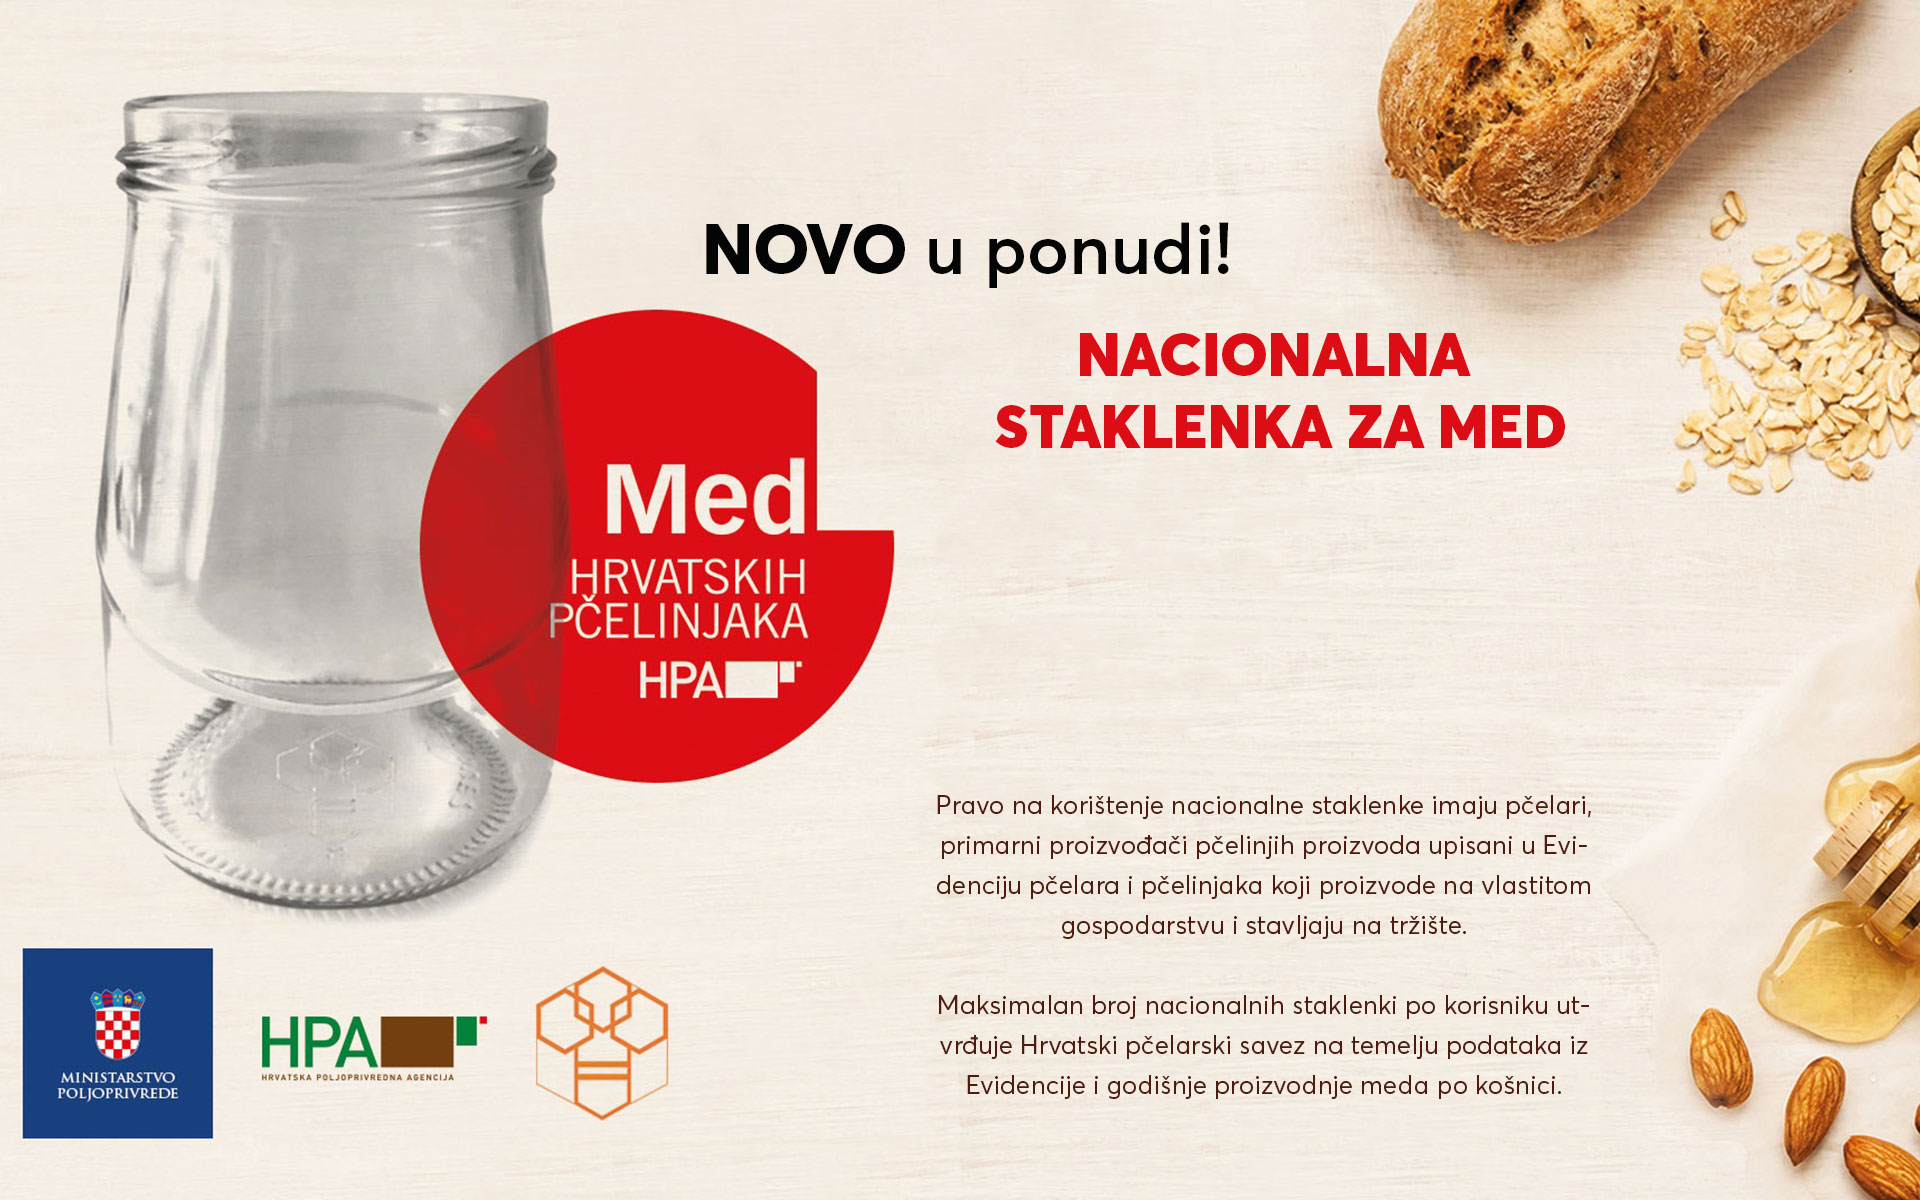 NOVO u ponudi!
NACIONALNA
STAKLENKA ZA MED
Med
HRVATSKIH
PČELINJAKA
HPA
Pravo na korištenje nacionalne staklenke imaju pčelari,
primarni proizvođači pčelinjih proizvoda upisani u Evi-
denciju pčelara i pčelinjaka koji proizvode na vlastitom
gospodarstvu i stavljaju na tržište.
Maksimalan broj nacionalnih staklenki po korisniku ut-
vrđuje Hrvatski pčelarski savez na temelju podataka iz
Evidencije i godišnje proizvodnje meda po košnici.
MINISTARSTVO
POLJOPRIVREDE
HPA
HRVATSKA POLJOPRIVREDNA AGENCIJA